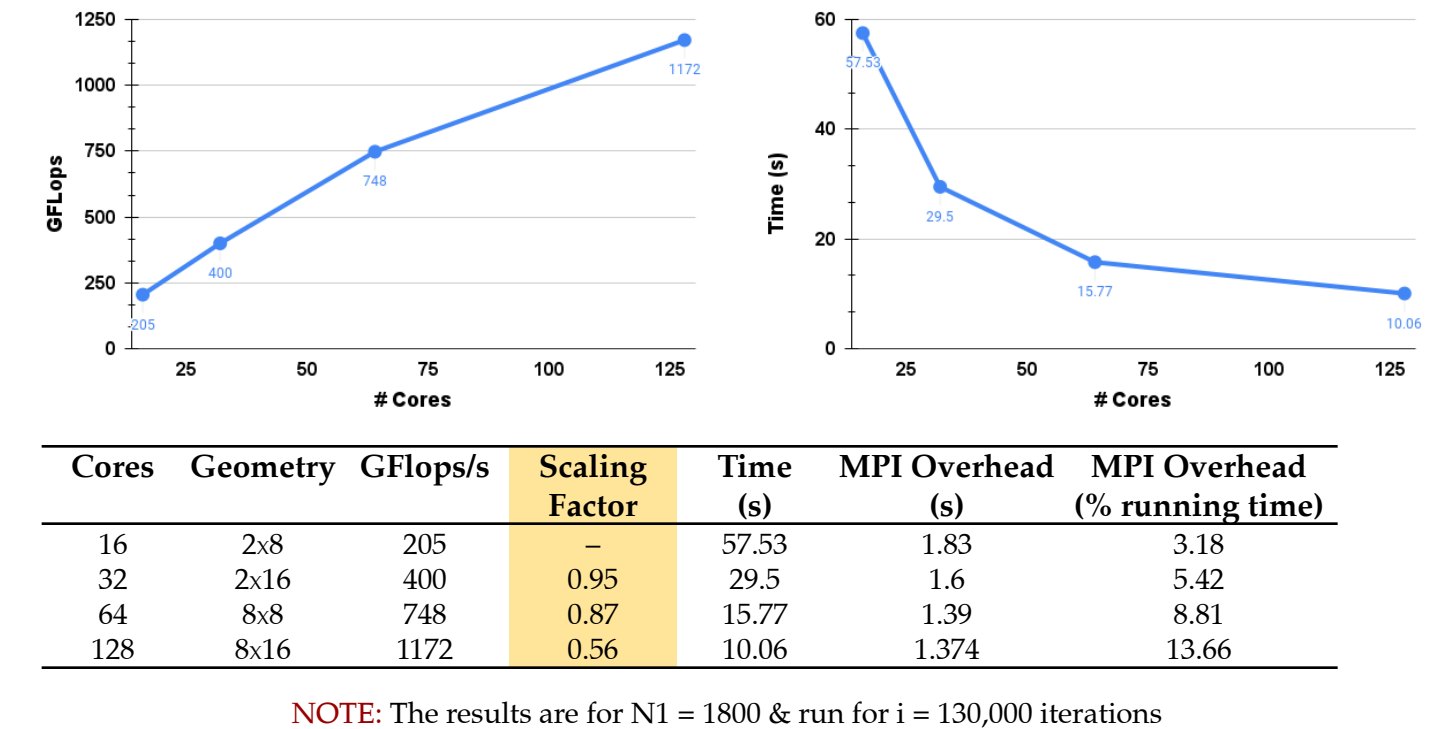 1250
1000
750
500
250
0
GFLops
205
400
748
1172
25 50 75 100 125
# Cores
60
40
20
0
Time (s)
57.53
29.5
15.77
10.06
25 50 75 100 125
# Cores
Cores Geometry GFlops/s Scaling Factor Time (s) MPI Overhead (s) MPI Overhead (% running time)
16 2x8 205 – 57.53 1.83 3.18
32 2x16 400 0.95 29.5 1.6 5.42
64 8x8 748 0.87 15.77 1.39 8.81
128 8x16 1172 0.56 10.06 1.374 13.66
NOTE: The results are for N1 = 1800 & run for i = 130,000 iterations